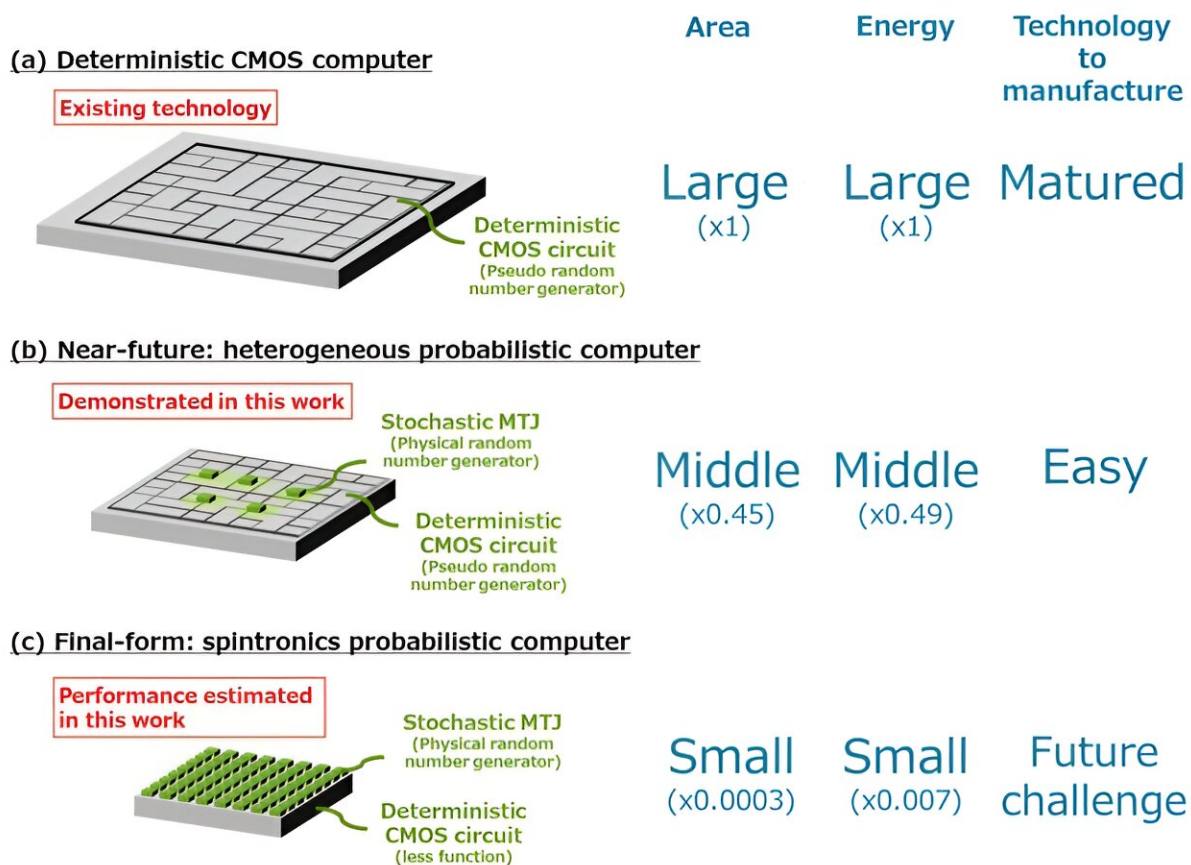 Area
Energy
Technology
to
manufacture
(a) Deterministic CMOS computer
Existing technology
Deterministic
CMOS circuit
(Pseudo random
number generator)
Large
(x1)
Large
(x1)
Matured
(b) Near-future: heterogeneous probabilistic computer
Demonstrated in this work
Stochastic MTJ
(Physical random
number generator)
Deterministic
CMOS circuit
(Pseudo random
number generator)
Middle
(x0.45)
Middle
(x0.49)
Easy
(c) Final-form: spintronics probabilistic computer
Performance estimated
in this work
Stochastic MTJ
(Physical random
number generator)
Deterministic
CMOS circuit
(less function)
Small
(x0.0003)
Small
(x0.007)
Future
challenge